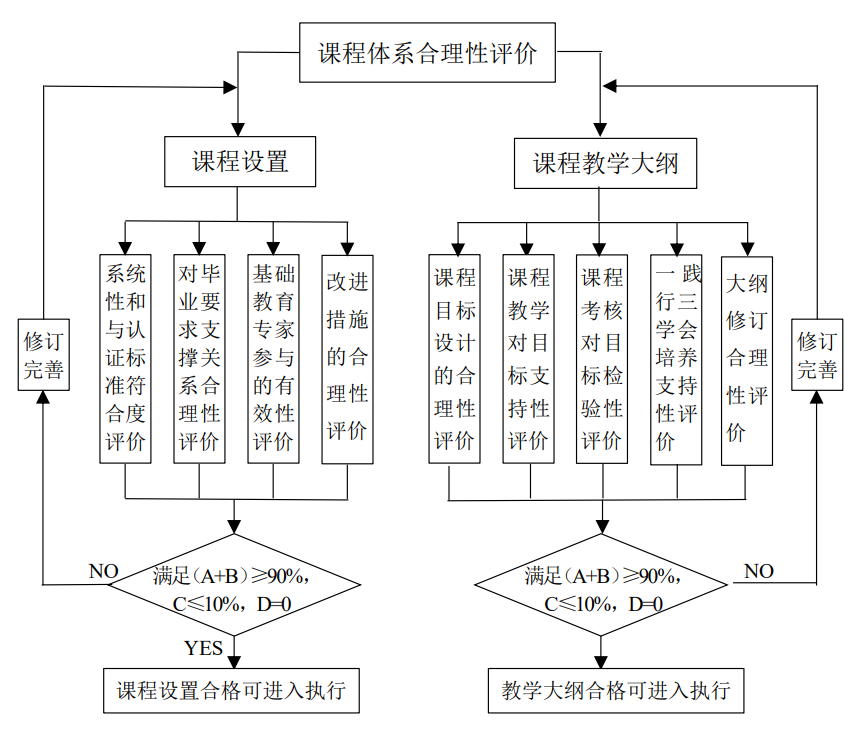 课程体系合理性评价
课程设置
课程教学大纲
系统
性和
与认
证标
准符
合度
评价
对毕
业要
求支
撑关
系合
理性
评价
基础
教育
专家
参与
的有
效性
评价
改进
措施
的合
理性
评价
课程
目标
设计
的合
理性
评价
课程
教学
对目
标支
持性
评价
课程
考核
对目
标检
验性
评价
一践
行三
学会
培养
支持
性评
价
大纲
修订
合理
性评
价
修订
完善
修订
完善
NO
满足（A+B）≥90%，
C≤10%，D=0
满足（A+B）≥90%，
C≤10%，D=0
NO
YES
课程设置合格可进入执行
教学大纲合格可进入执行